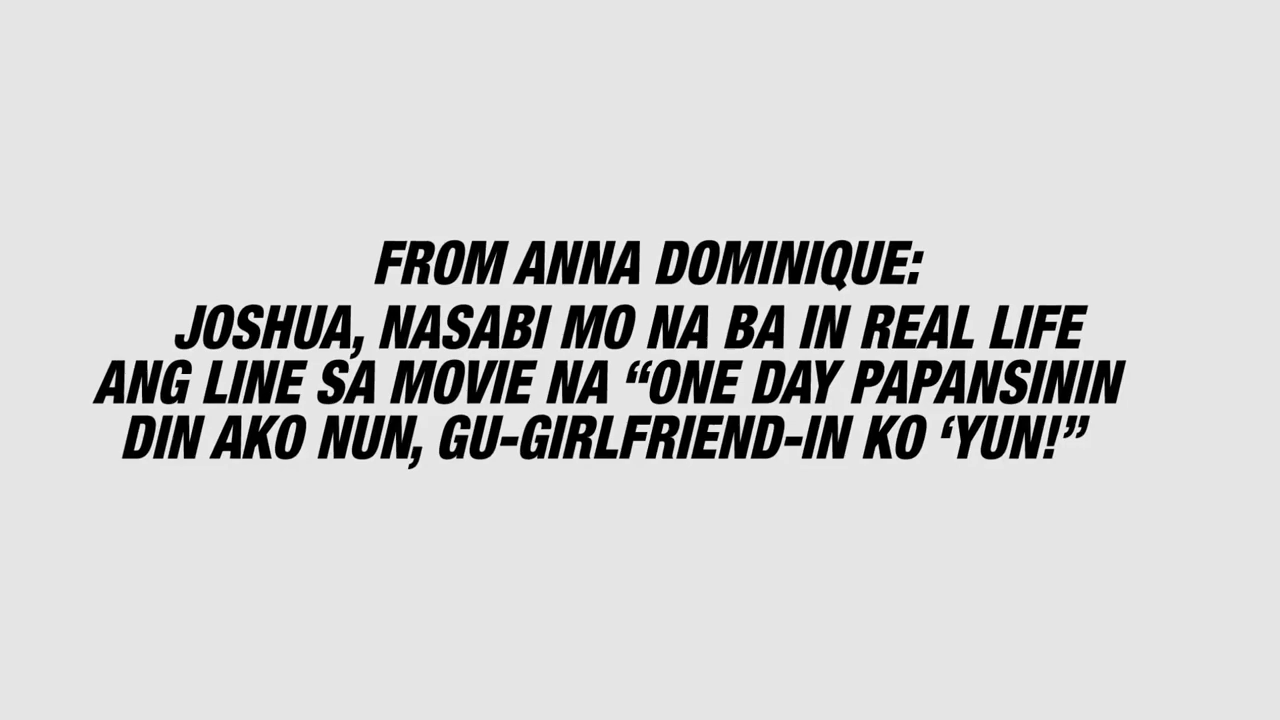 FROM ANNA DOMINIQUE:
JOSHUA, NASABI MO NA BA IN REAL LIFE
ANG LINE SA MOVIE NA “ONE DAY PAPANSININ
DIN AKO NUN, GU-GIRLFRIEND-IN KO ‘YUN!”